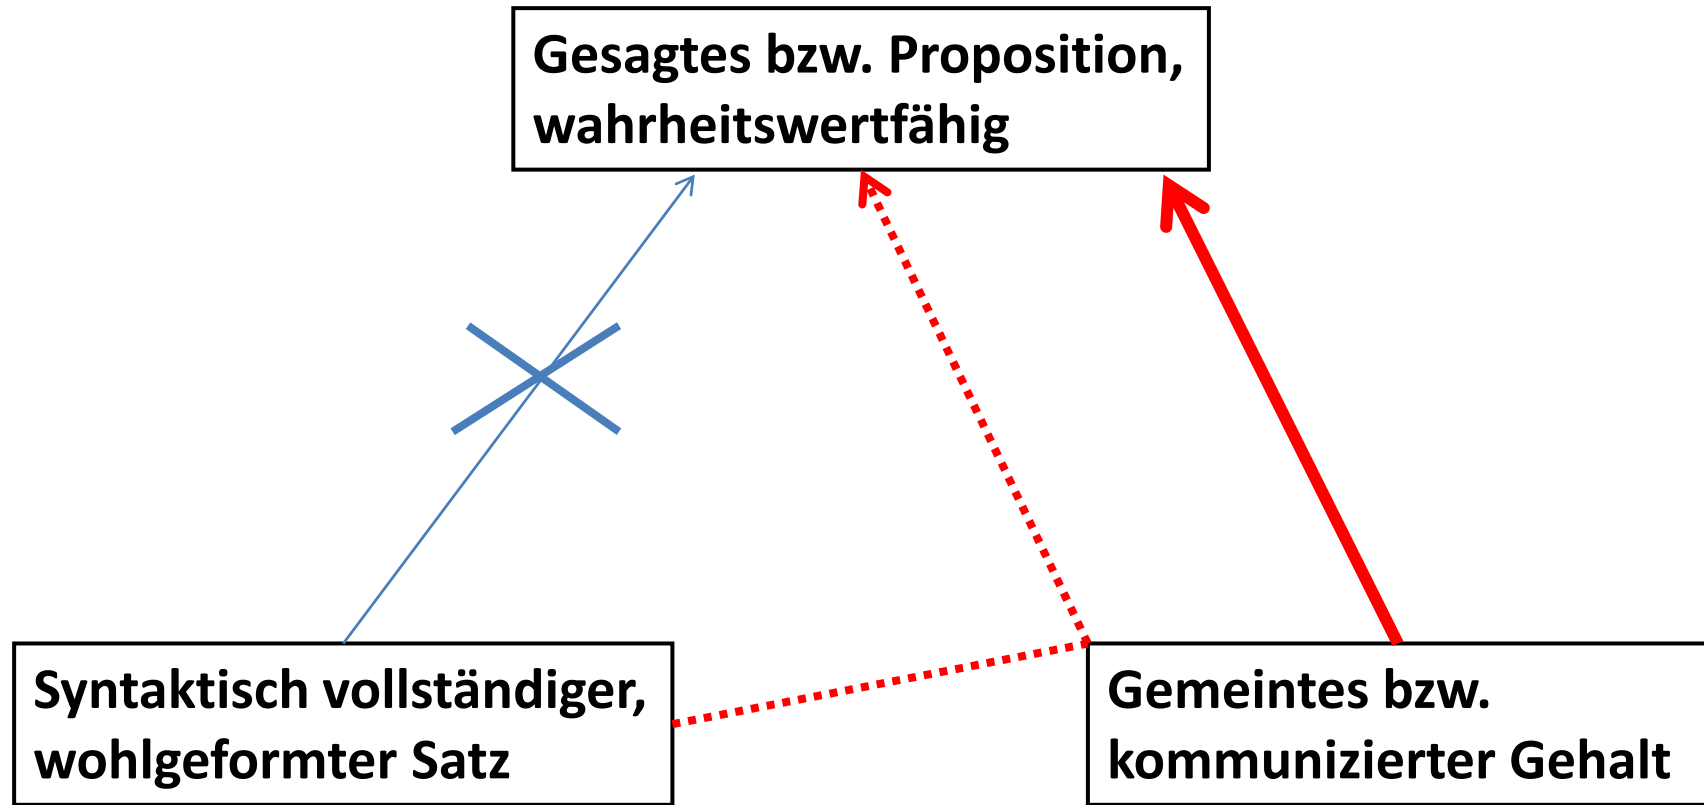 Gesagtes bzw. Proposition,
wahrheitswertfähig
Syntaktisch vollständiger,
wohlgeformter Satz
Gemeintes bzw.
kommunizierter Gehalt